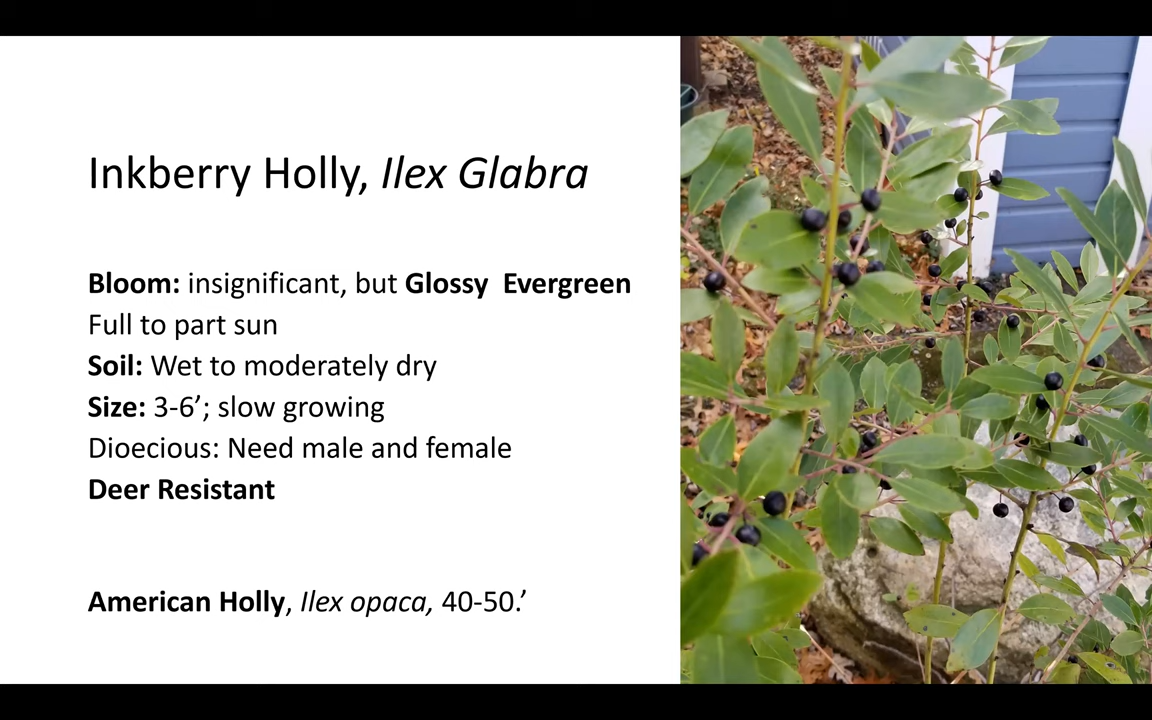 Inkberry Holly, Ilex Glabra
Bloom: insignificant, but Glossy  Evergreen
Full to part sun
Soil: Wet to moderately dry
Size: 3-6’; slow growing
Dioecious: Need male and female
Deer Resistant
American Holly, Ilex opaca, 40-50.’